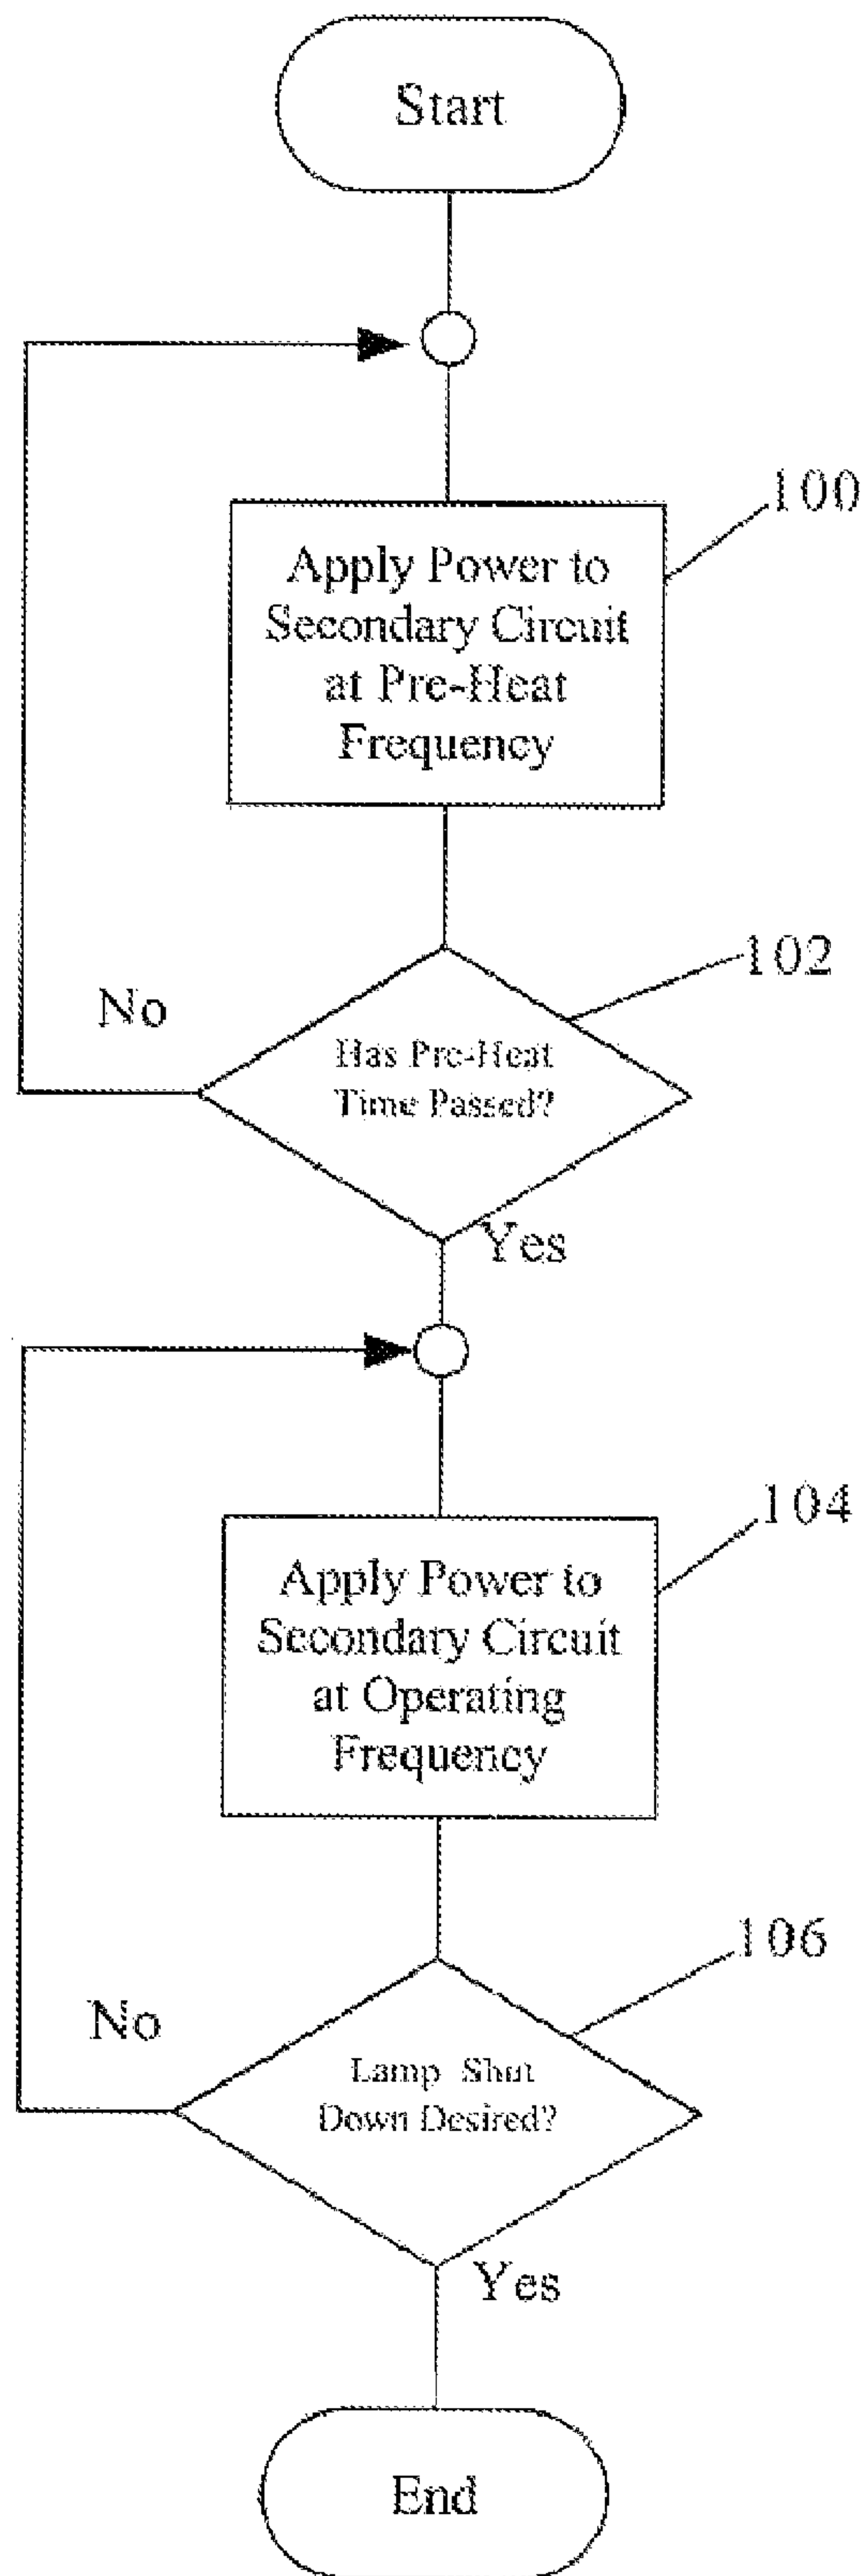 Start
100
Apply Power to
Secondary Circuit
at Pre-Heat
Frequency
102
No
Has Pre-Heat
Time Passed?
Yes
104
Apply Power to
Secondary Circuit
at Operating
Frequency
106
No
Lamp Shut
Down Desired?
Yes
End